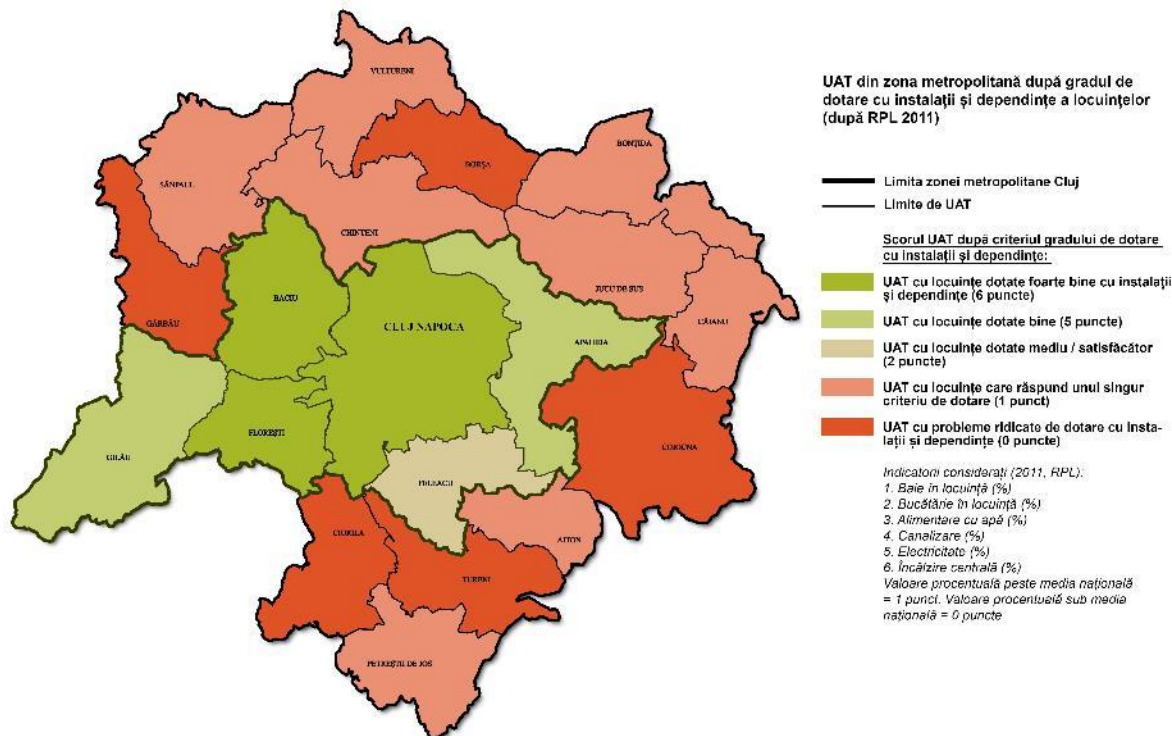 UAT din zona metropolitană după gradul de
dotare cu instalații și dependințe a locuințelor
(după RPL 2011)
Limita zonei metropolitane Cluj
Limite de UAT
Scorul UAT după criteriul gradului de dotare
cu instalații și dependințe:
UAT cu locuințe dotate foarte bine cu instalații
și dependințe (6 puncte)
UAT cu locuințe dotate bine (5 puncte)
UAT cu locuințe dotate mediu / satisfăcător
(2 puncte)
UAT cu locuințe care răspund unui singur
criteriu de dotare (1 punct)
UAT cu probleme ridicate de dotare cu insta-
lații și dependințe (0 puncte)
Indicatorii considerați (2011, RPL):
1. Baie în locuință (%)
2. Bucătărie în locuință (%)
3. Alimentare cu apă (%)
4. Canalizare (%)
5. Electricitate (%)
6. Încălzire centrală (%)
Valoare procentuală peste media națională
= 1 punct. Valoare procentuală sub media
națională = 0 puncte
VULTURENI
BORȘA
BONȚIDA
SÂNPAUL
CHINTENI
JUCU DE SUS
BACIU
CĂIANU
GÂRBĂU
CLUJ NAPOCA
APAHIDA
FLOREȘTI
GILĂU
COJOCNA
FELEACU
CIURILA
AITON
TURENI
PETREȘTII DE JOS